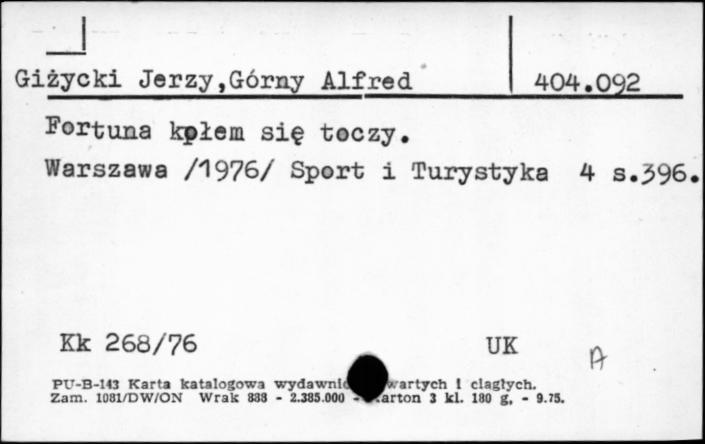 Giżycki Jerzy,Górny Alfred 404.092
Fortuna kołem się toczy.
Warszawa /1976/ Sport i Turystyka 4 s.396.
Kk 268/76 UK A
PU-B-143 Karta katalogowa wydawnic wartych i ciągłych.
Zam. 1081/DW/ON Wrak 888 - 2.385.000 - arton 3 kl. 180 g, - 9.75.